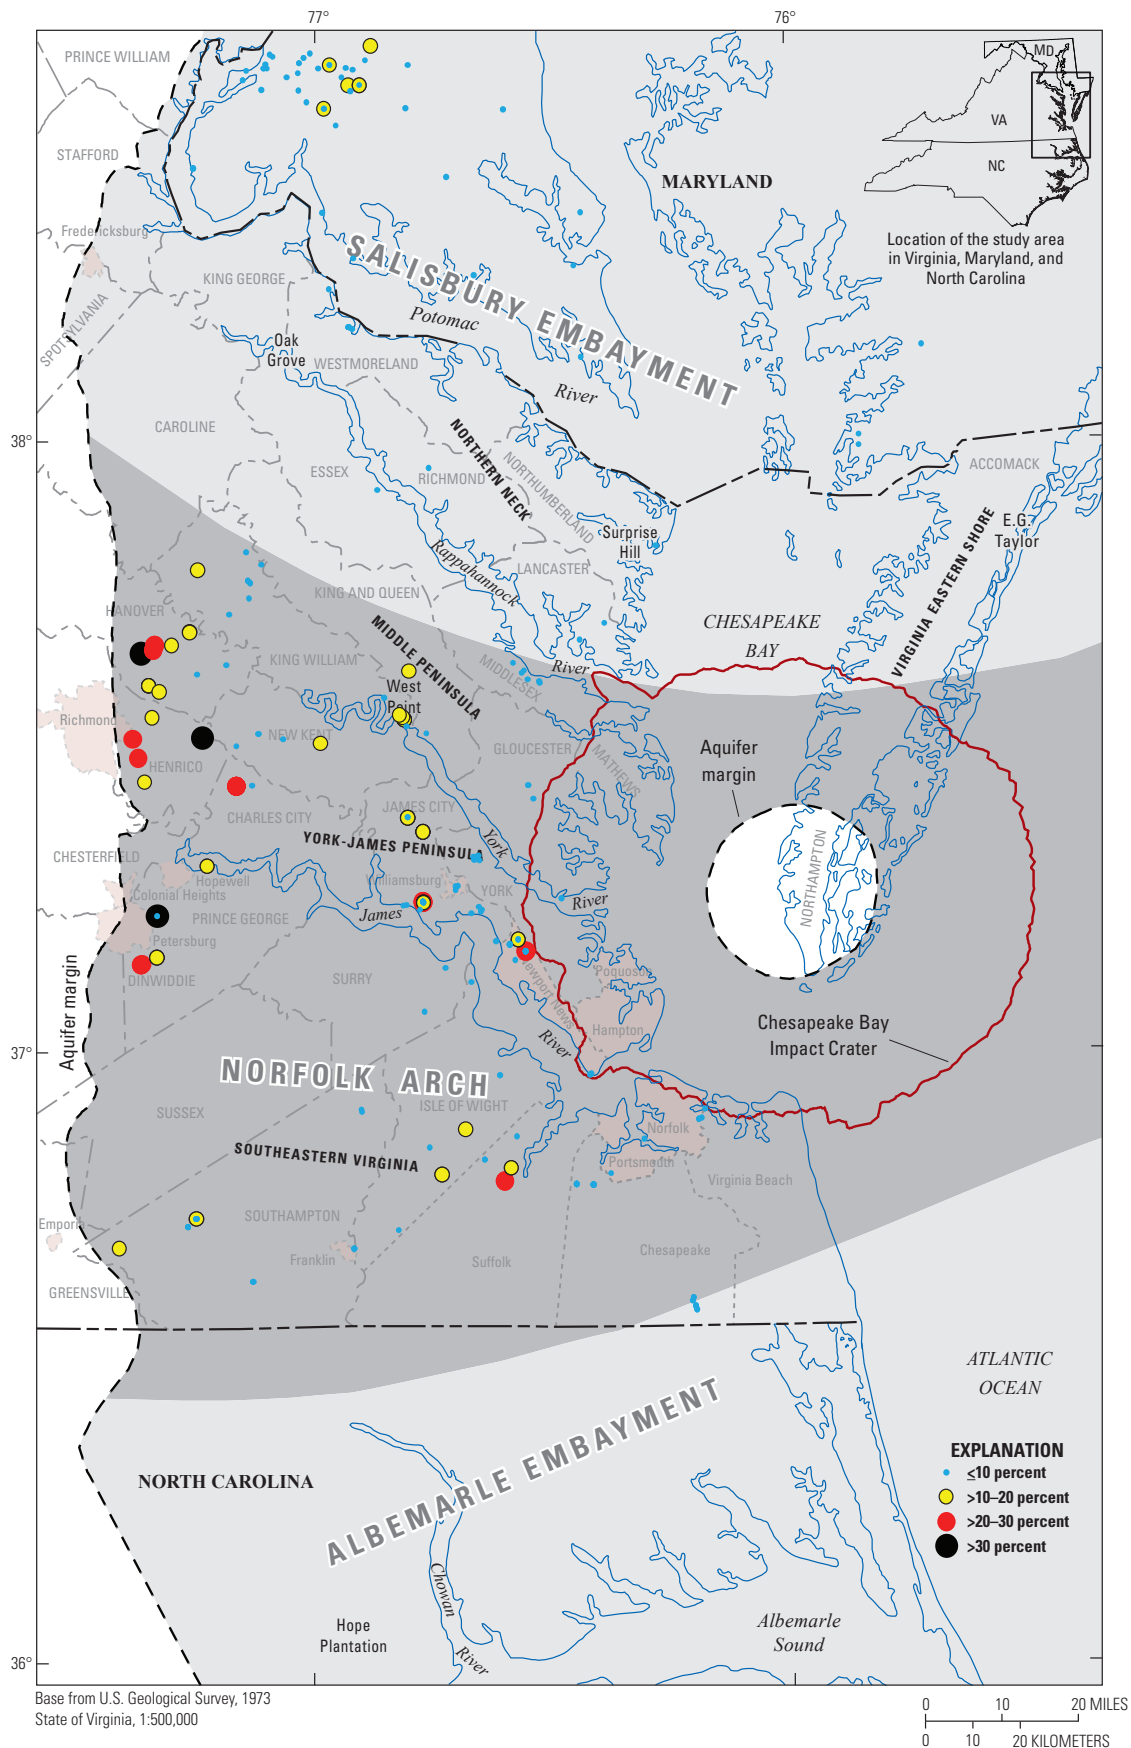 77°
76°
PRINCE WILLIAM
MD
VA
NC
STAFFORD
MARYLAND
Location of the study area
in Virginia, Maryland, and
North Carolina
Fredericksburg
KING GEORGE
SALISBURY EMBAYMENT
SPOTSYLVANIA
Potomac
River
Oak
Grove
WESTMORELAND
CAROLINE
38°
NORTHERN NECK
ESSEX
RICHMOND
NORTHUMBERLAND
ACCOMACK
Surprise
Hill
E.G.
Taylor
VIRGINIA EASTERN SHORE
Rappahannock
River
LANCASTER
KING AND QUEEN
HANOVER
CHESAPEAKE
BAY
MIDDLE PENINSULA
KING WILLIAM
MIDDLESEX
West
Point
Richmond
NEW KENT
GLOUCESTER
MATHEWS
Aquifer
margin
HENRICO
JAMES CITY
CHARLES CITY
YORK-JAMES PENINSULA
York
River
CHESTERFIELD
Hopewell
Williamsburg
YORK
Colonial Heights
James
River
NORTHAMPTON
PRINCE GEORGE
Petersburg
DINWIDDIE
SURRY
Newport News
Poquoson
Hampton
Aquifer margin
Chesapeake Bay
Impact Crater
37°
NORFOLK ARCH
ISLE OF WIGHT
SUSSEX
Norfolk
SOUTHEASTERN VIRGINIA
Portsmouth
Virginia Beach
SOUTHAMPTON
Emporia
Franklin
Suffolk
Chesapeake
GREENSVILLE
ATLANTIC
OCEAN
ALBEMARLE EMBAYMENT
NORTH CAROLINA
EXPLANATION
≤10 percent
>10–20 percent
>20–30 percent
>30 percent
Chowan
River
Hope
Plantation
Albemarle
Sound
36°
Base from U.S. Geological Survey, 1973
State of Virginia, 1:500,000
0 10 20 MILES
0 10 20 KILOMETERS